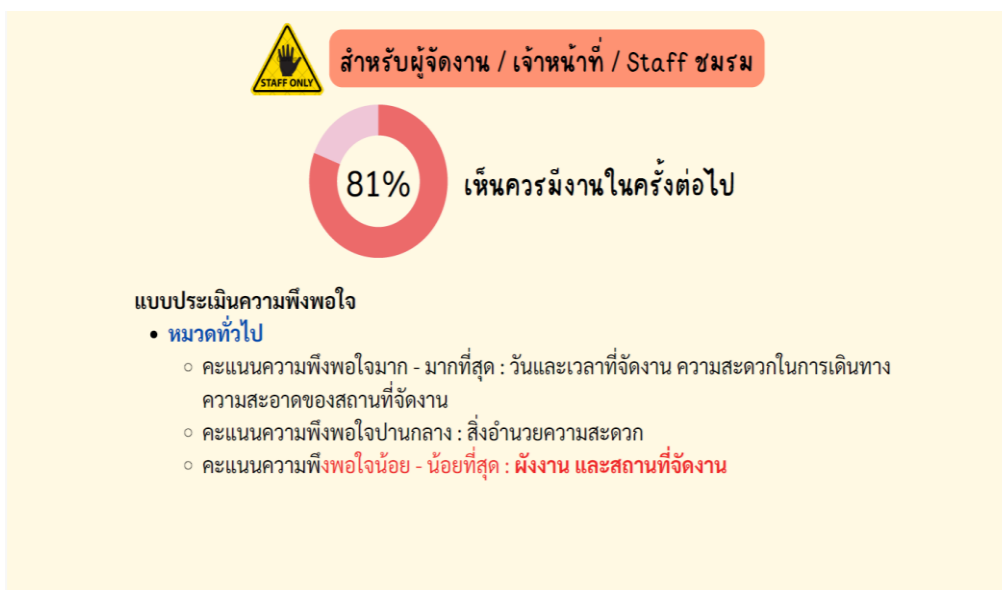 STAFF ONLY
สำหรับผู้จัดงาน / เจ้าหน้าที่ / Staff ชมรม
81%
เห็นควรมีงานในครั้งต่อไป
แบบประเมินความพึงพอใจ
• หมวดทั่วไป
○ คะแนนความพึงพอใจมาก - มากที่สุด : วันและเวลาที่จัดงาน ความสะดวกในการเดินทาง
ความสะอาดของสถานที่จัดงาน
○ คะแนนความพึงพอใจปานกลาง : สิ่งอำนวยความสะดวก
○ คะแนนความพึงพอใจน้อย - น้อยที่สุด : ผังงาน และสถานที่จัดงาน